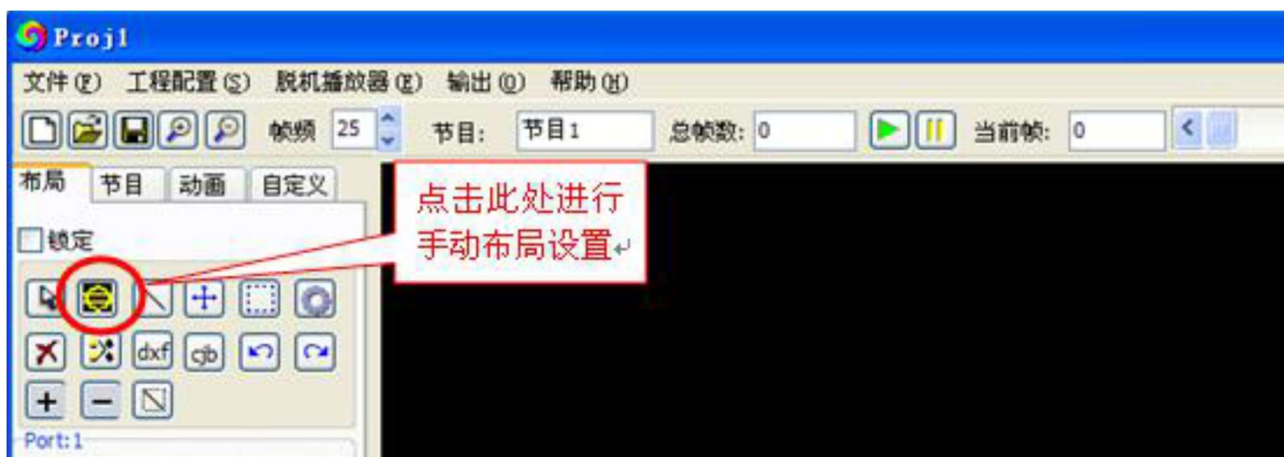 Proj1
文件(F) 工程配置(S) 脱机播放器(E) 输出(O) 帮助(H)
帧频 25 节目: 节目1 总帧数: 0 当前帧: 0
布局 节目 动画 自定义
点击此处进行
手动布局设置
锁定
dxf cjb
Port:1